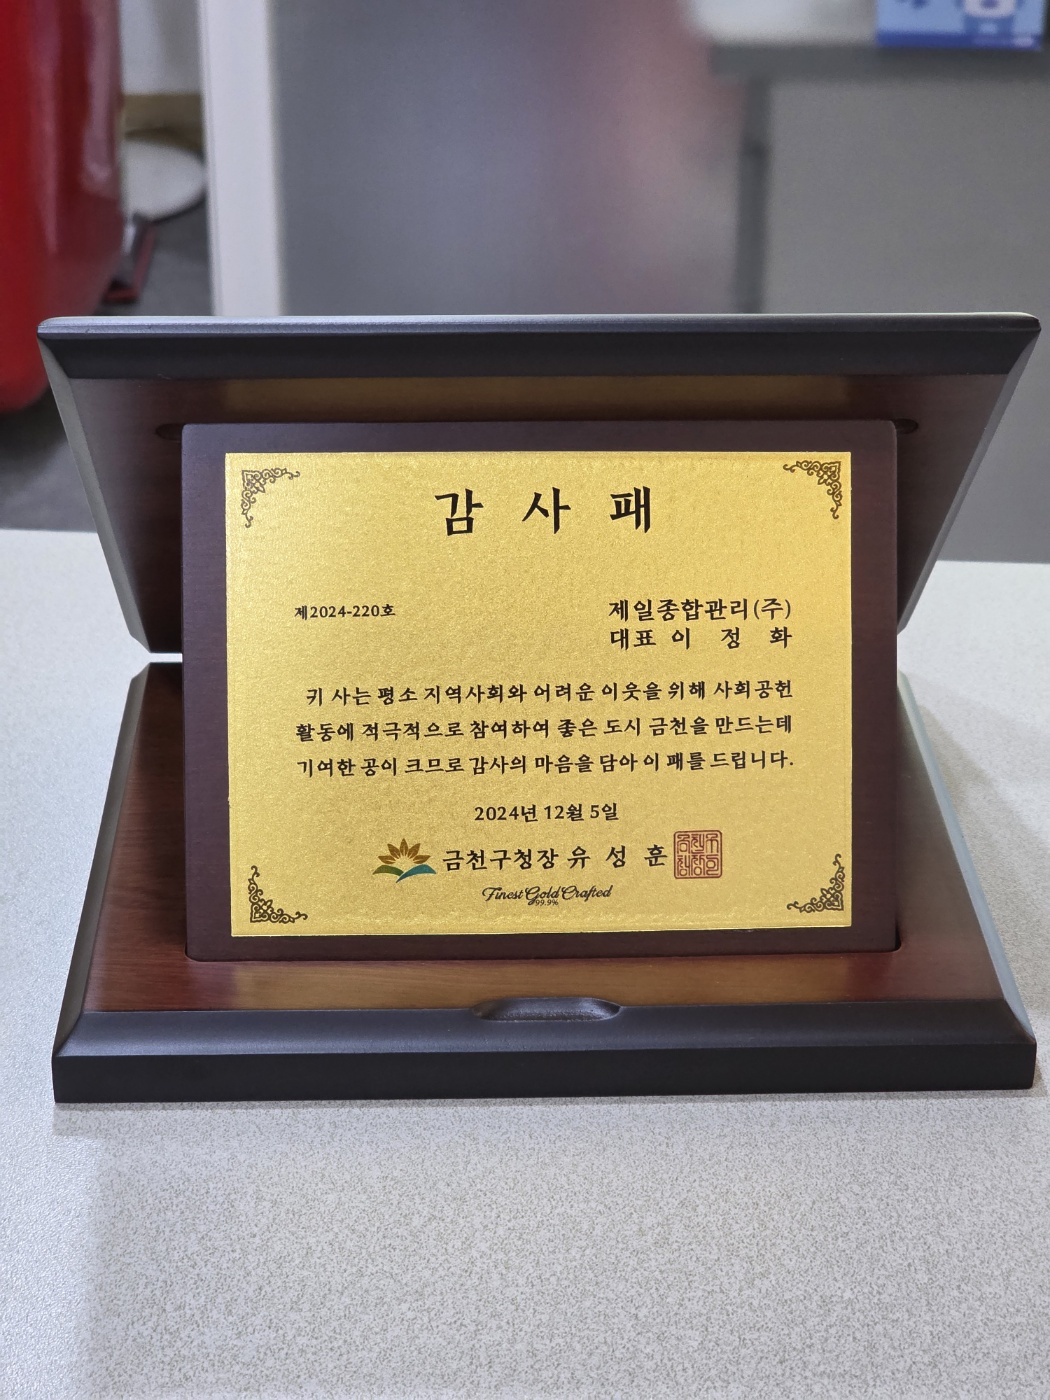 감 사 패
제2024-220호
제일종합관리(주)
대표 이 정 화
키 사는 평소 지역사회와 어려운 이웃을 위해 사회공헌
활동에 적극적으로 참여하여 좋은 도시 금천을 만드는데
기여한 공이 크므로 감사의 마음을 담아 이 패를 드립니다.
2024년 12월 5일
금천구청장 유 성 훈
Finest Gold Crafted
99.9%